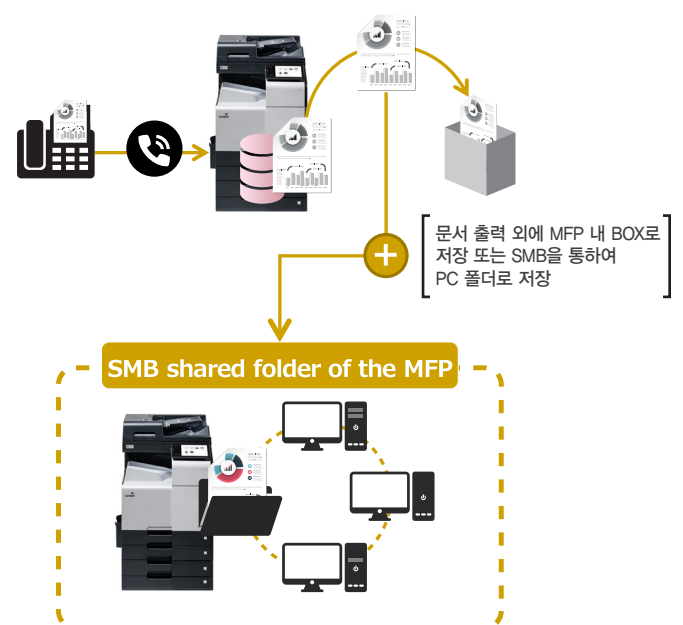 문서 출력 외에 MFP 내 BOX로
저장 또는 SMB을 통하여
PC 폴더로 저장
SMB shared folder of the MFP